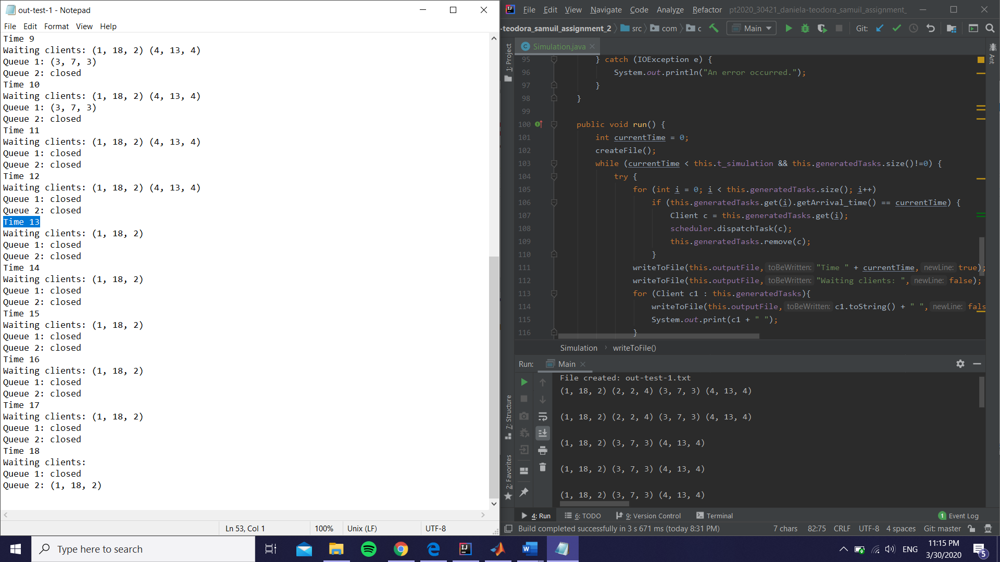 out-test-1 - Notepad
File Edit Format View Help
Time 9
Waiting clients: (1, 18, 2) (4, 13, 4)
Queue 1: (3, 7, 3)
Queue 2: closed
Time 10
Waiting clients: (1, 18, 2) (4, 13, 4)
Queue 1: (3, 7, 3)
Queue 2: closed
Time 11
Waiting clients: (1, 18, 2) (4, 13, 4)
Queue 1: closed
Queue 2: closed
Time 12
Waiting clients: (1, 18, 2) (4, 13, 4)
Queue 1: closed
Queue 2: closed
Time 13
Waiting clients: (1, 18, 2)
Queue 1: closed
Queue 2: closed
Time 14
Waiting clients: (1, 18, 2)
Queue 1: closed
Queue 2: closed
Time 15
Waiting clients: (1, 18, 2)
Queue 1: closed
Queue 2: closed
Time 16
Waiting clients: (1, 18, 2)
Queue 1: closed
Queue 2: closed
Time 17
Waiting clients: (1, 18, 2)
Queue 1: closed
Queue 2: closed
Time 18
Waiting clients:
Queue 1: closed
Queue 2: (1, 18, 2)
Ln 53, Col 1 100% Unix (LF) UTF-8
File Edit View Navigate Code Analyze Refactor pt2020_30421_daniela-teodora_samuil_assignment_
-teodora_samuil_assignment_2 src com c Main Git:
1: Project
Simulation.java
Ant
95 } catch (IOException e) {
96 System.out.println("An error occurred.");
97 }
98 }
99
100 public void run() {
101 int currentTime = 0;
102 createFile();
103 while (currentTime < this.t_simulation && this.generatedTasks.size()!=0) {
104 try {
105 for (int i = 0; i < this.generatedTasks.size(); i++)
106 if (this.generatedTasks.get(i).getArrival_time() == currentTime) {
107 Client c = this.generatedTasks.get(i);
108 scheduler.dispatchTask(c);
109 this.generatedTasks.remove(c);
110 }
111 writeToFile(this.outputFile, toBeWritten: "Time " + currentTime, newLine: true);
112 writeToFile(this.outputFile, toBeWritten: "Waiting clients: ", newLine: false);
113 for (Client c1 : this.generatedTasks){
114 writeToFile(this.outputFile, toBeWritten: c1.toString() + " ", newLine: fals
115 System.out.print(c1 + " ");
116 }
Simulation writeToFile()
Run: Main
7: Structure
2: Favorites
File created: out-test-1.txt
(1, 18, 2) (2, 2, 4) (3, 7, 3) (4, 13, 4)
(1, 18, 2) (2, 2, 4) (3, 7, 3) (4, 13, 4)
(1, 18, 2) (3, 7, 3) (4, 13, 4)
(1, 18, 2) (3, 7, 3) (4, 13, 4)
(1, 18, 2) (3, 7, 3) (4, 13, 4)
4: Run 6: TODO 9: Version Control Terminal 1 Event Log
Build completed successfully in 3 s 671 ms (today 8:31 PM) 7 chars 82:75 CRLF UTF-8 4 spaces Git: master
Type here to search
ENG
11:15 PM
3/30/2020
5